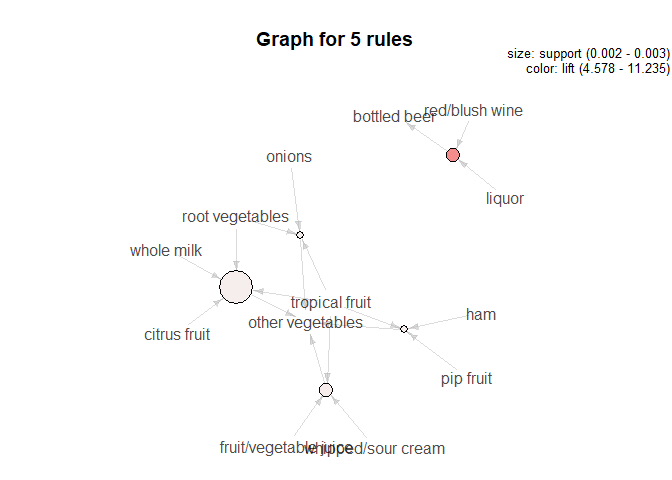 Graph for 5 rules
size: support (0.002 - 0.003)
color: lift (4.578 - 11.235)
red/blush wine
bottled beer
onions
liquor
root vegetables
whole milk
tropical fruit
ham
other vegetables
citrus fruit
pip fruit
fruit/vegetable juice
whipped/sour cream